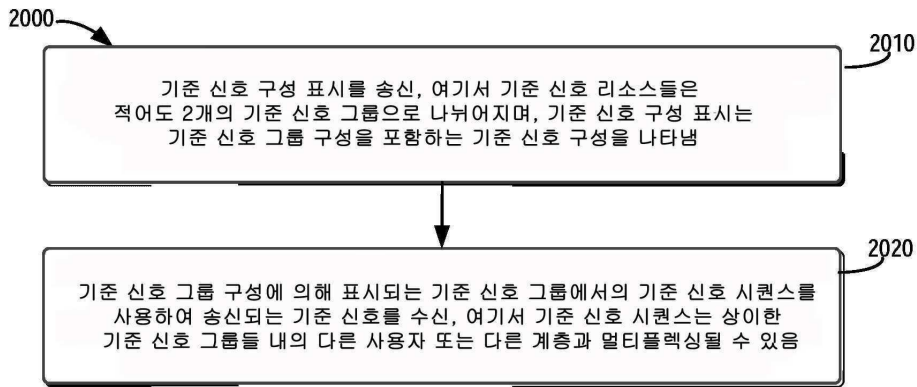 2000
2010
기준 신호 구성 표시를 송신, 여기서 기준 신호 리소스들은
적어도 2개의 기준 신호 그룹으로 나뉘어지며, 기준 신호 구성 표시는
기준 신호 그룹 구성을 포함하는 기준 신호 구성을 나타냄
2020
기준 신호 그룹 구성에 의해 표시되는 기준 신호 그룹에서의 기준 신호 시퀀스를
사용하여 송신되는 기준 신호를 수신, 여기서 기준 신호 시퀀스는 상이한
기준 신호 그룹들 내의 다른 사용자 또는 다른 계층과 멀티플렉싱될 수 있음